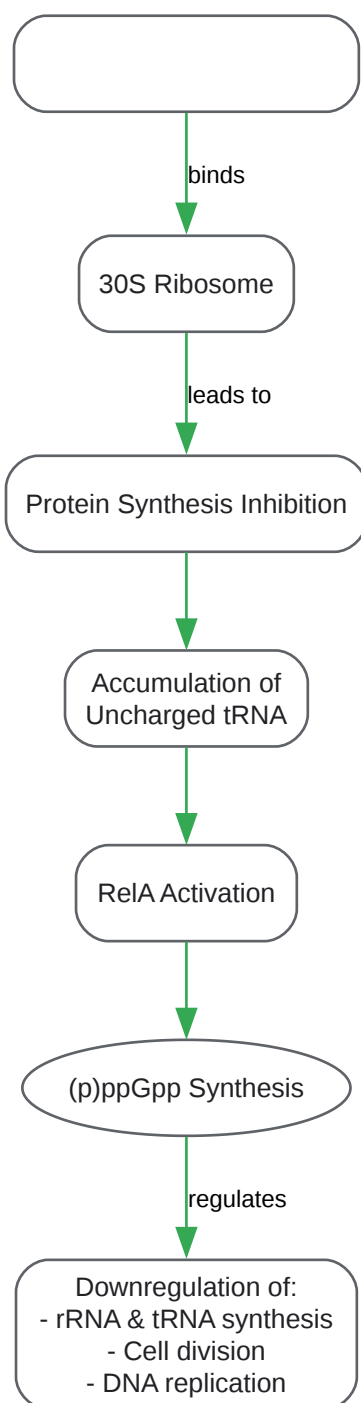 binds
30S Ribosome
leads to
Protein Synthesis Inhibition
Accumulation of
Uncharged tRNA
RelA Activation
(p)ppGpp Synthesis
regulates
Downregulation of:
- rRNA & tRNA synthesis
- Cell division
- DNA replication